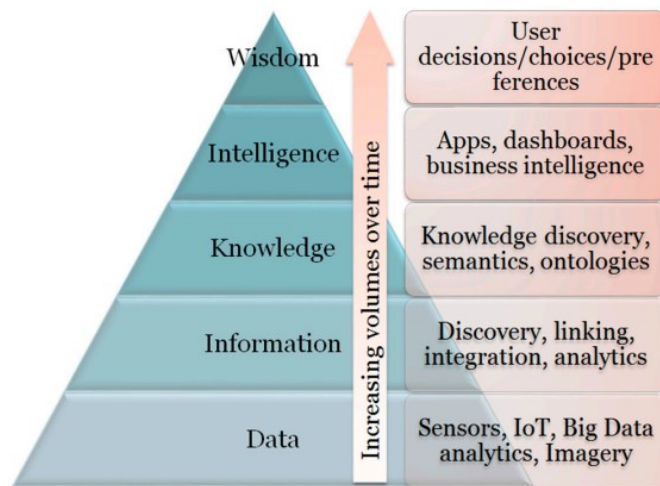 Wisdom
User
decisions/choices/pre
ferences
Intelligence
Apps, dashboards,
business intelligence
Knowledge
Knowledge discovery,
semantics, ontologies
Information
Discovery, linking,
integration, analytics
Data
Sensors, IoT, Big Data
analytics, Imagery
Increasing volumes over time